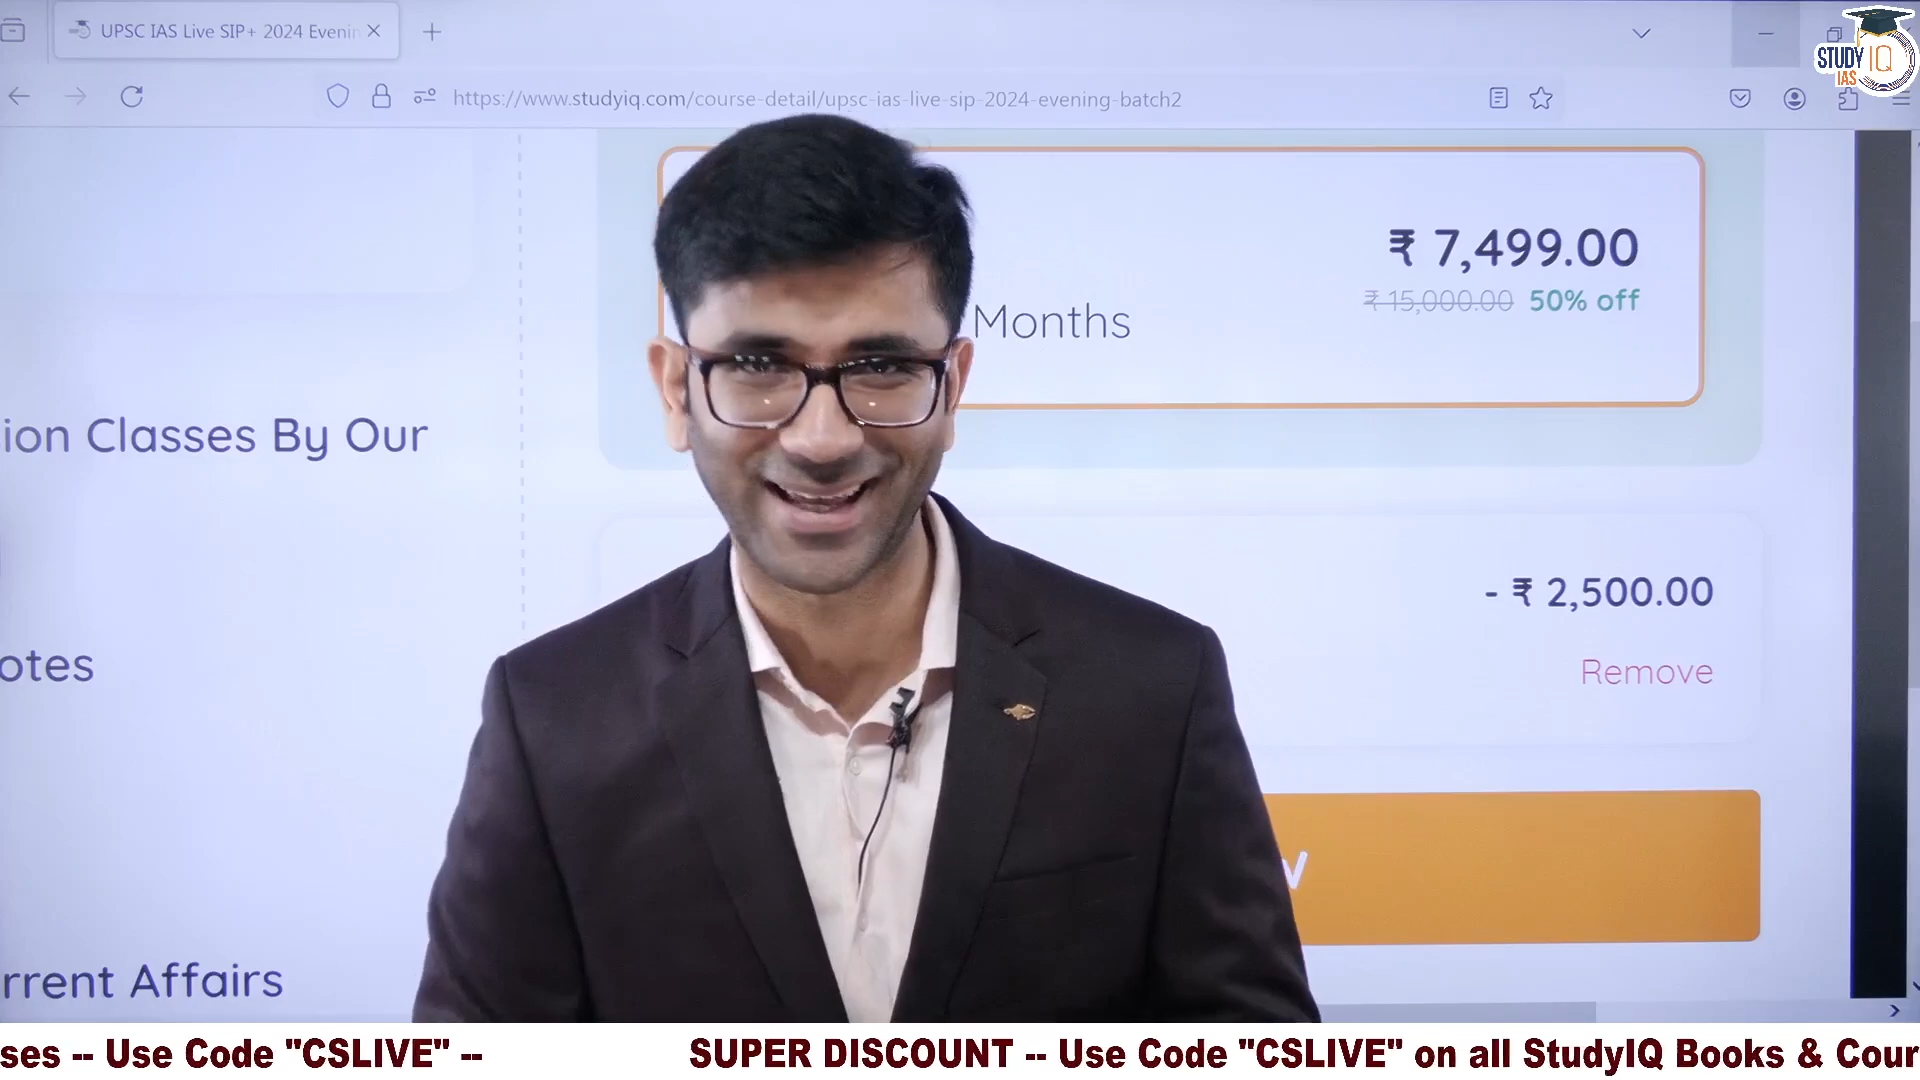 UPSC IAS Live SIP+ 2024 Evenin
STUDY IQ
IAS
https://www.studyiq.com/course-detail/upsc-ias-live-sip-2024-evening-batch2
₹ 7,499.00
₹ 15,000.00 50% off
Months
ion Classes By Our
- ₹ 2,500.00
Remove
otes
W
rrent Affairs
ses -- Use Code "CSLIVE" -- SUPER DISCOUNT -- Use Code "CSLIVE" on all StudyIQ Books & Cour